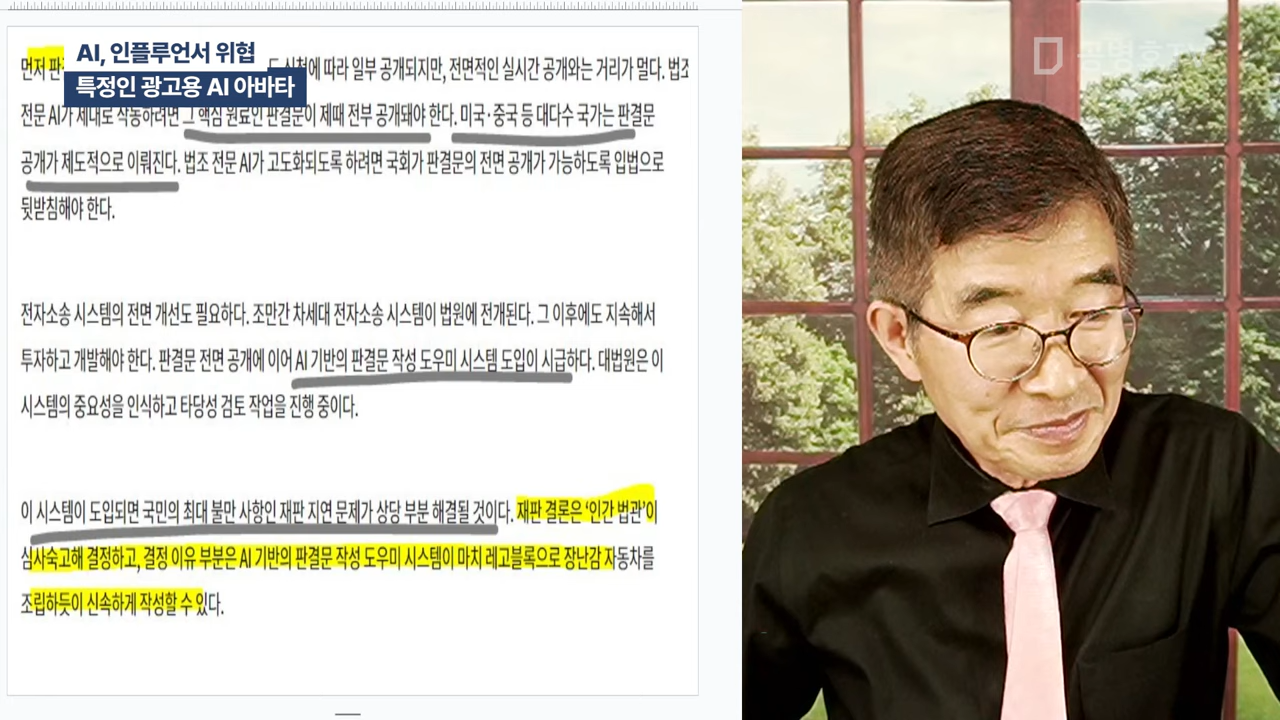 AI, 인플루언서 위협
특정인 광고용 AI 아바타
먼저 신청에 따라 일부 공개되지만, 전면적인 실시간 공개와는 거리가 멀다. 법조
전문 AI가 제대로 작동하려면 그 핵심 원료인 판결문이 제때 전부 공개돼야 한다. 미국·중국 등 대다수 국가는 판결문
공개가 제도적으로 이뤄진다. 법조 전문 AI가 고도화되도록 하려면 국회가 판결문의 전면 공개가 가능하도록 입법으로
뒷받침해야 한다.
전자소송 시스템의 전면 개선도 필요하다. 조만간 차세대 전자소송 시스템이 법원에 전개된다. 그 이후에도 지속해서
투자하고 개발해야 한다. 판결문 전면 공개에 이어 AI 기반의 판결문 작성 도우미 시스템 도입이 시급하다. 대법원은 이
시스템의 중요성을 인식하고 타당성 검토 작업을 진행 중이다.
이 시스템이 도입되면 국민의 최대 불만 사항인 재판 지연 문제가 상당 부분 해결될 것이다. 재판 결론은 ‘인간 법관’이
심사숙고해 결정하고, 결정 이유 부분은 AI 기반의 판결문 작성 도우미 시스템이 마치 레고블록으로 장난감 자동차를
조립하듯이 신속하게 작성할 수 있다.